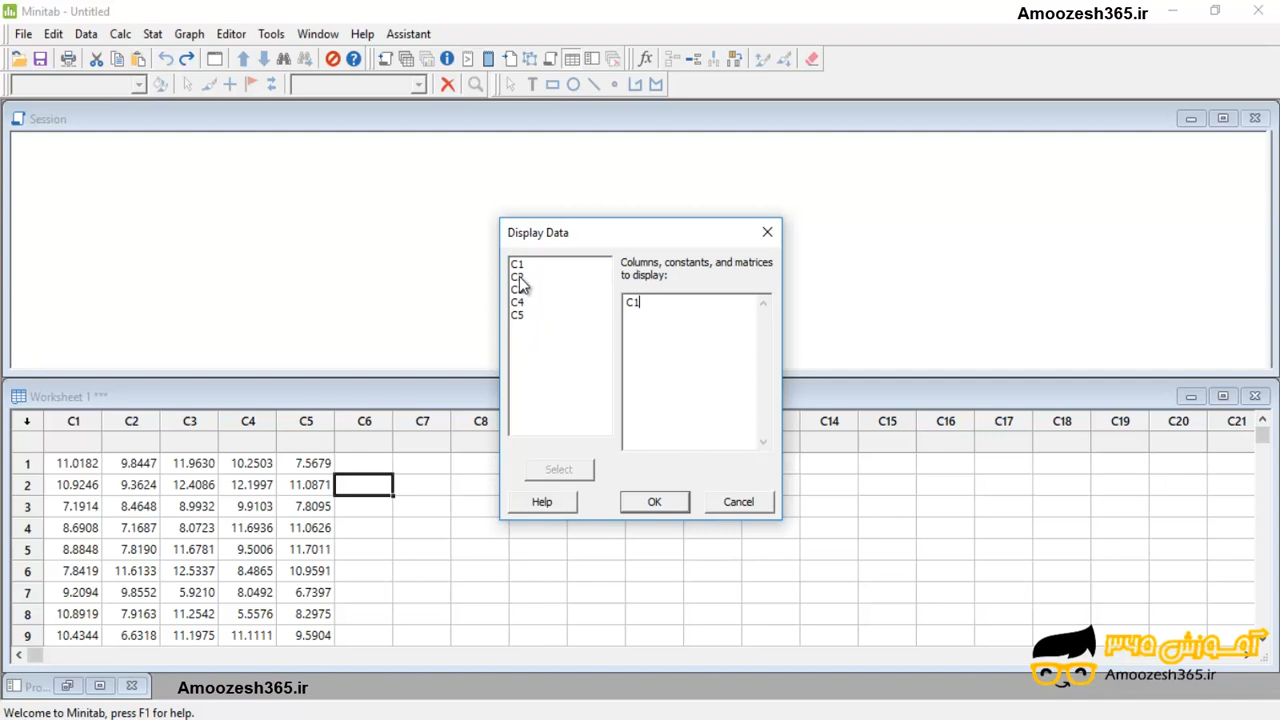 Minitab - Untitled
Amoozesh365.ir
File Edit Data Calc Stat Graph Editor Tools Window Help Assistant
Session
Display Data
C1
C2
C3
C4
C5
Columns, constants, and matrices
to display:
C1
Select
Help OK Cancel
Worksheet 1 ***
C1 C2 C3 C4 C5 C6 C7 C8 C14 C15 C16 C17 C18 C19 C20 C21
1 11.0182 9.8447 11.9630 10.2503 7.5679
2 10.9246 9.3624 12.4086 12.1997 11.0871
3 7.1914 8.4648 8.9932 9.9103 7.8095
4 8.6908 7.1687 8.0723 11.6936 11.0626
5 8.8848 7.8190 11.6781 9.5006 11.7011
6 7.8419 11.6133 12.5337 8.4865 10.9591
7 9.2094 9.8552 5.9210 8.0492 6.7397
8 10.8919 7.9163 11.2542 5.5576 8.2975
9 10.4344 6.6318 11.1975 11.1111 9.5904
آموزش ۳۶۵
Amoozesh365.ir
Pro...
Amoozesh365.ir
Welcome to Minitab, press F1 for help.